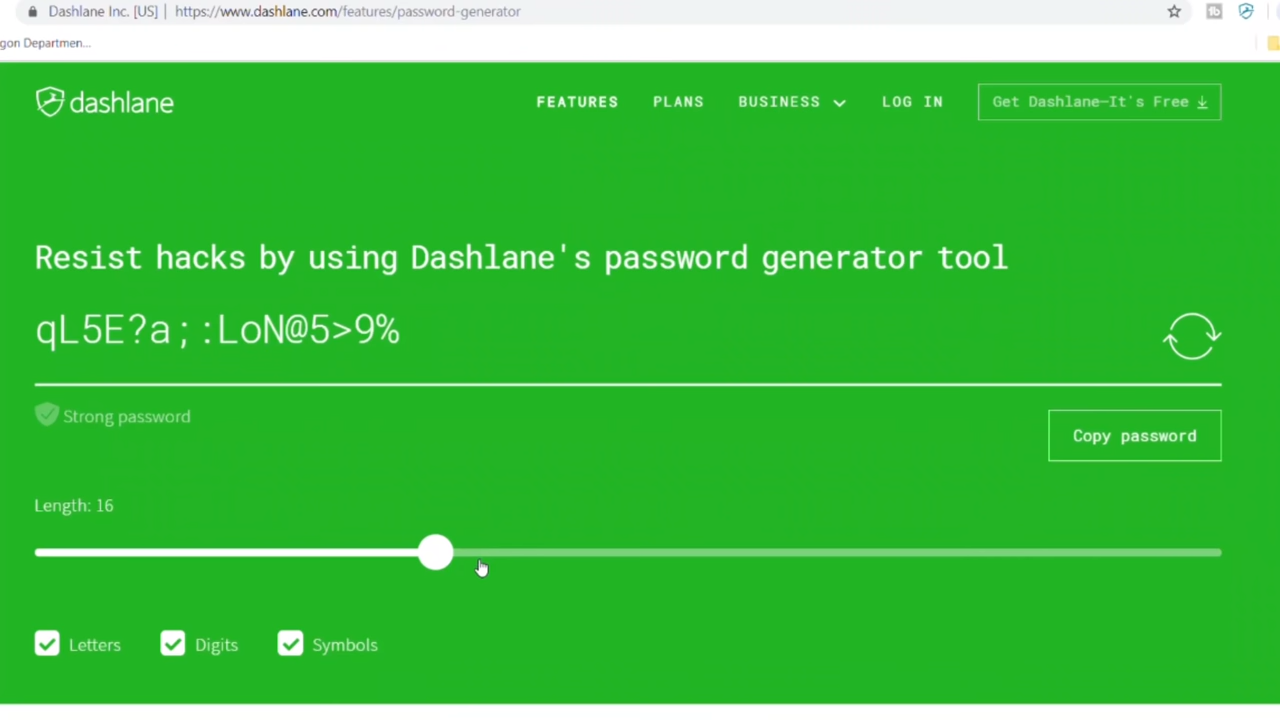 Dashlane Inc. [US] | https://www.dashlane.com/features/password-generator
gon Departmen...
dashlane FEATURES PLANS BUSINESS LOG IN Get Dashlane—It's Free
Resist hacks by using Dashlane's password generator tool
qL5E?a;:LoN@5>9%
Strong password
Copy password
Length: 16
Letters Digits Symbols